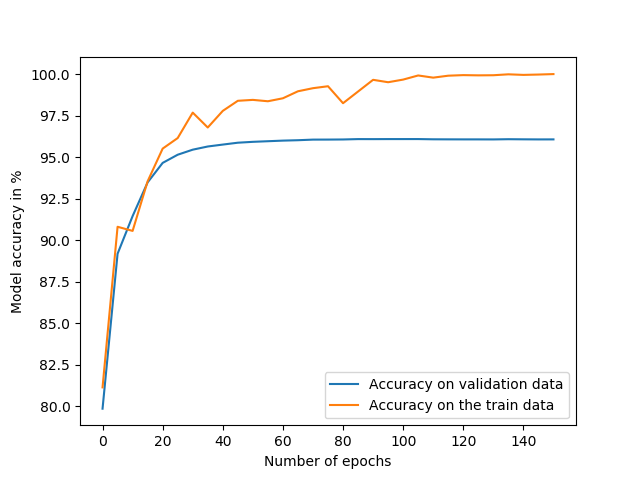 100.0
97.5
95.0
92.5
90.0
87.5
85.0
82.5
80.0
Model accuracy in %
Accuracy on validation data
Accuracy on the train data
0 20 40 60 80 100 120 140
Number of epochs